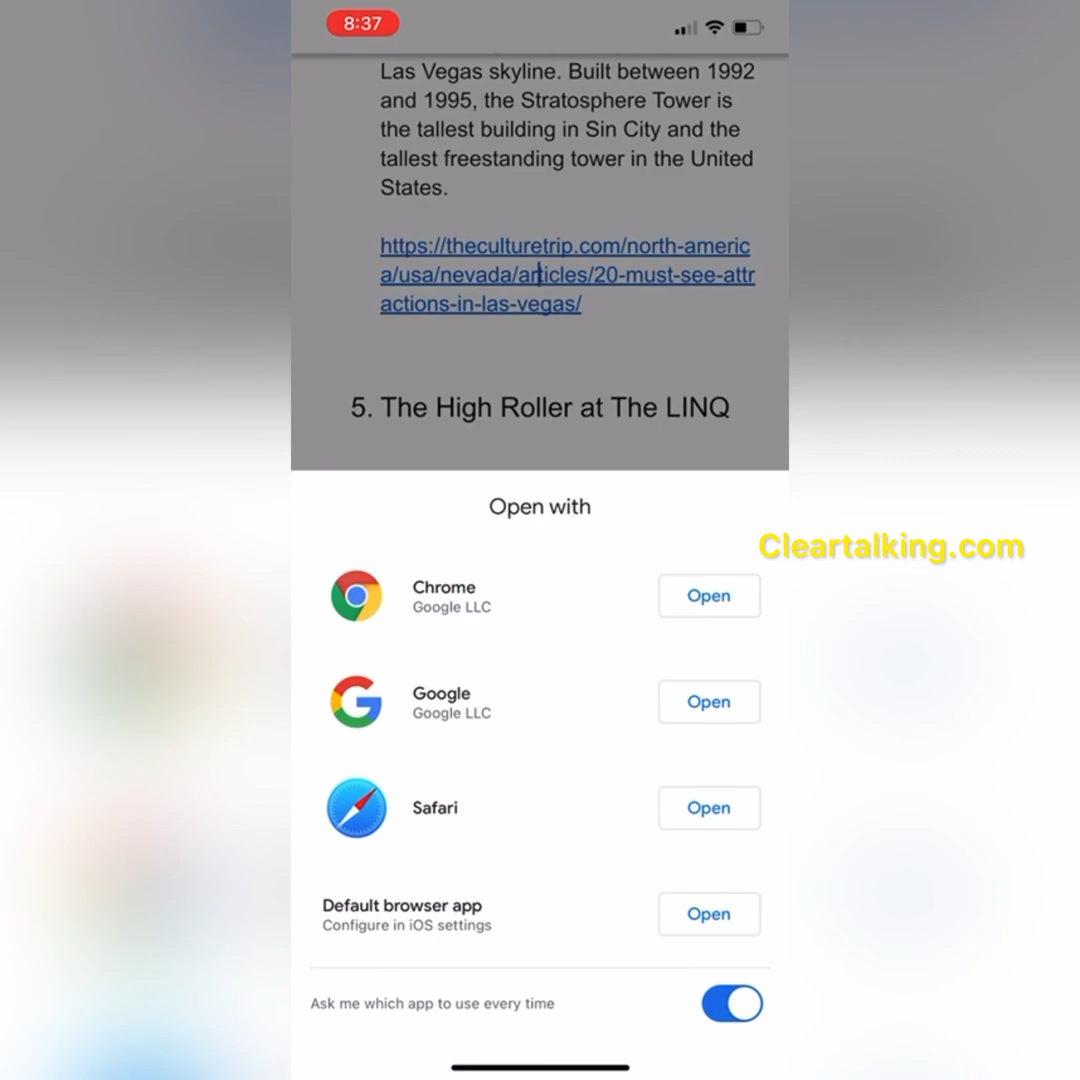 8:37
Las Vegas skyline. Built between 1992
and 1995, the Stratosphere Tower is
the tallest building in Sin City and the
tallest freestanding tower in the United
States.
https://theculturetrip.com/north-americ
a/usa/nevada/articles/20-must-see-attr
actions-in-las-vegas/
5. The High Roller at The LINQ
Open with
Cleartalking.com
Chrome
Google LLC
Open
Google
Google LLC
Open
Safari
Open
Default browser app
Configure in iOS settings
Open
Ask me which app to use every time